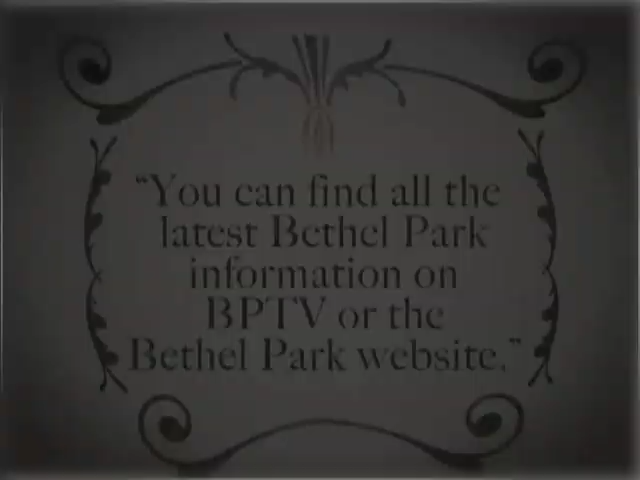 “You can find all the
latest Bethel Park
information on
BPTV or the
Bethel Park website.”